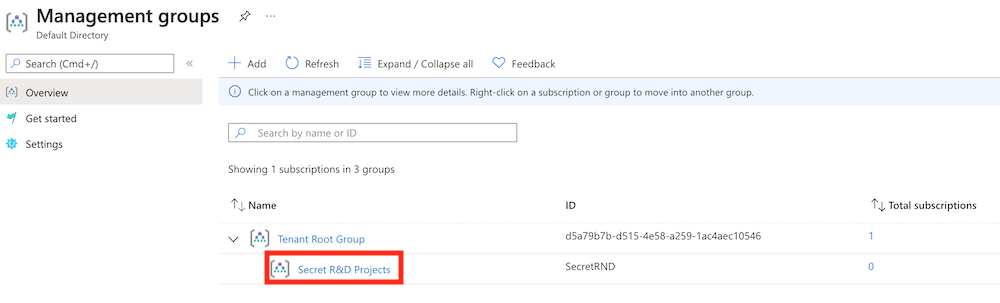 Management groups
Default Directory
Search (Cmd+/)
Overview
Get started
Settings
Add Refresh Expand / Collapse all Feedback
Click on a management group to view more details. Right-click on a subscription or group to move into another group.
Search by name or ID
Showing 1 subscriptions in 3 groups
Name ID Total subscriptions
Tenant Root Group d5a79b7b-d515-4e58-a259-1ac4aec10546 1
Secret R&D Projects SecretRND 0